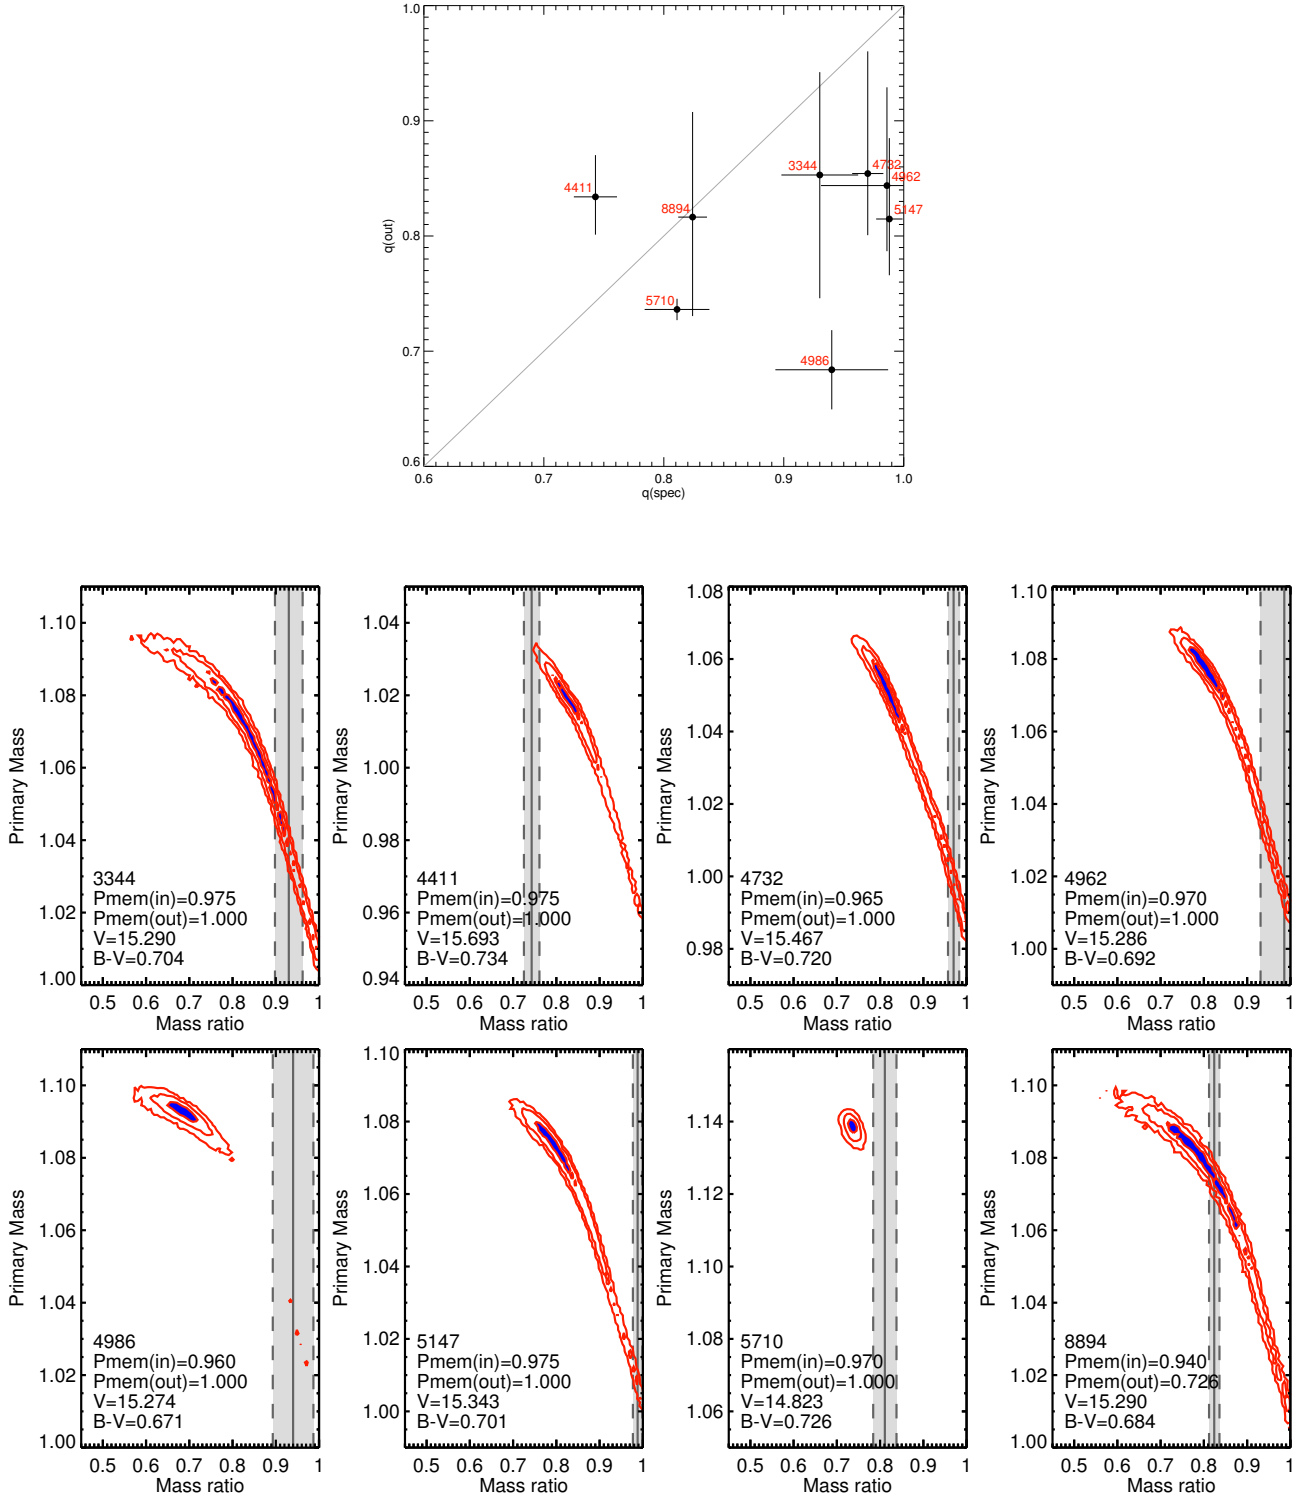 1.0
0.9
0.8
0.7
0.6
q(out)
0.6 0.7 0.8 0.9 1.0
q(spec)
4411
8894
3344
4732
4962
5147
5710
4986
1.10
1.08
1.06
1.04
1.02
1.00
Primary Mass
3344
Pmem(in)=0.975
Pmem(out)=1.000
V=15.290
B-V=0.704
0.5 0.6 0.7 0.8 0.9 1
Mass ratio
1.04
1.02
1.00
0.98
0.96
0.94
Primary Mass
4411
Pmem(in)=0.975
Pmem(out)=1.000
V=15.693
B-V=0.734
0.5 0.6 0.7 0.8 0.9 1
Mass ratio
1.08
1.06
1.04
1.02
1.00
0.98
Primary Mass
4732
Pmem(in)=0.965
Pmem(out)=1.000
V=15.467
B-V=0.720
0.5 0.6 0.7 0.8 0.9 1
Mass ratio
1.10
1.08
1.06
1.04
1.02
1.00
Primary Mass
4962
Pmem(in)=0.970
Pmem(out)=1.000
V=15.286
B-V=0.692
0.5 0.6 0.7 0.8 0.9 1
Mass ratio
1.10
1.08
1.06
1.04
1.02
1.00
Primary Mass
4986
Pmem(in)=0.960
Pmem(out)=1.000
V=15.274
B-V=0.671
0.5 0.6 0.7 0.8 0.9 1
Mass ratio
1.10
1.08
1.06
1.04
1.02
1.00
Primary Mass
5147
Pmem(in)=0.975
Pmem(out)=1.000
V=15.343
B-V=0.701
0.5 0.6 0.7 0.8 0.9 1
Mass ratio
1.14
1.12
1.10
1.08
1.06
Primary Mass
5710
Pmem(in)=0.970
Pmem(out)=1.000
V=14.823
B-V=0.726
0.5 0.6 0.7 0.8 0.9 1
Mass ratio
1.10
1.08
1.06
1.04
1.02
1.00
Primary Mass
8894
Pmem(in)=0.940
Pmem(out)=0.726
V=15.290
B-V=0.684
0.5 0.6 0.7 0.8 0.9 1
Mass ratio